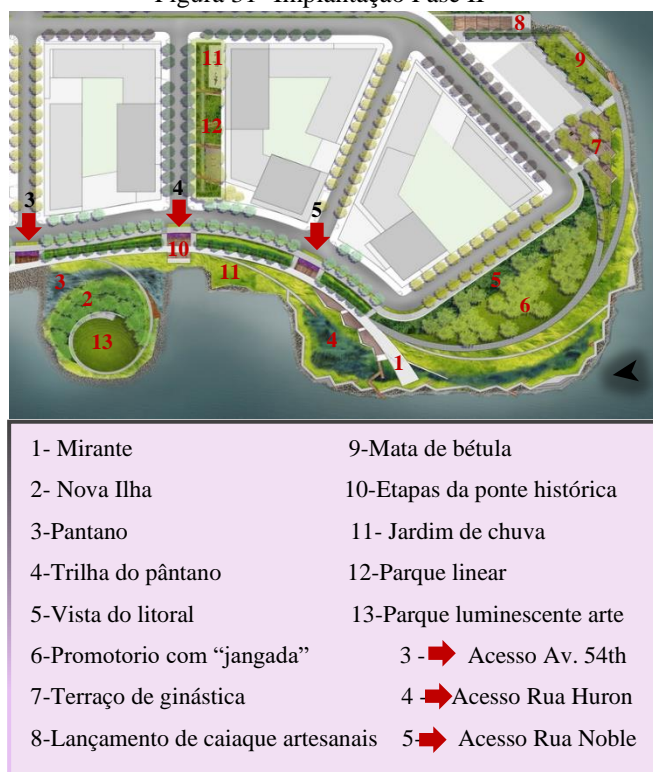 Figura 31- Implantação Fase II
8
11
9
12
7
3
4
5
10
3
11
5
2
6
13
4
1
1- Mirante
9-Mata de bétula
2- Nova Ilha
10-Etapas da ponte histórica
3-Pantano
11- Jardim de chuva
4-Trilha do pântano
12-Parque linear
5-Vista do litoral
13-Parque luminescente arte
6-Promotorio com “jangada”
3 - Acesso Av. 54th
7-Terraço de ginástica
4 - Acesso Rua Huron
8-Lançamento de caiaque artesanais
5- Acesso Rua Noble